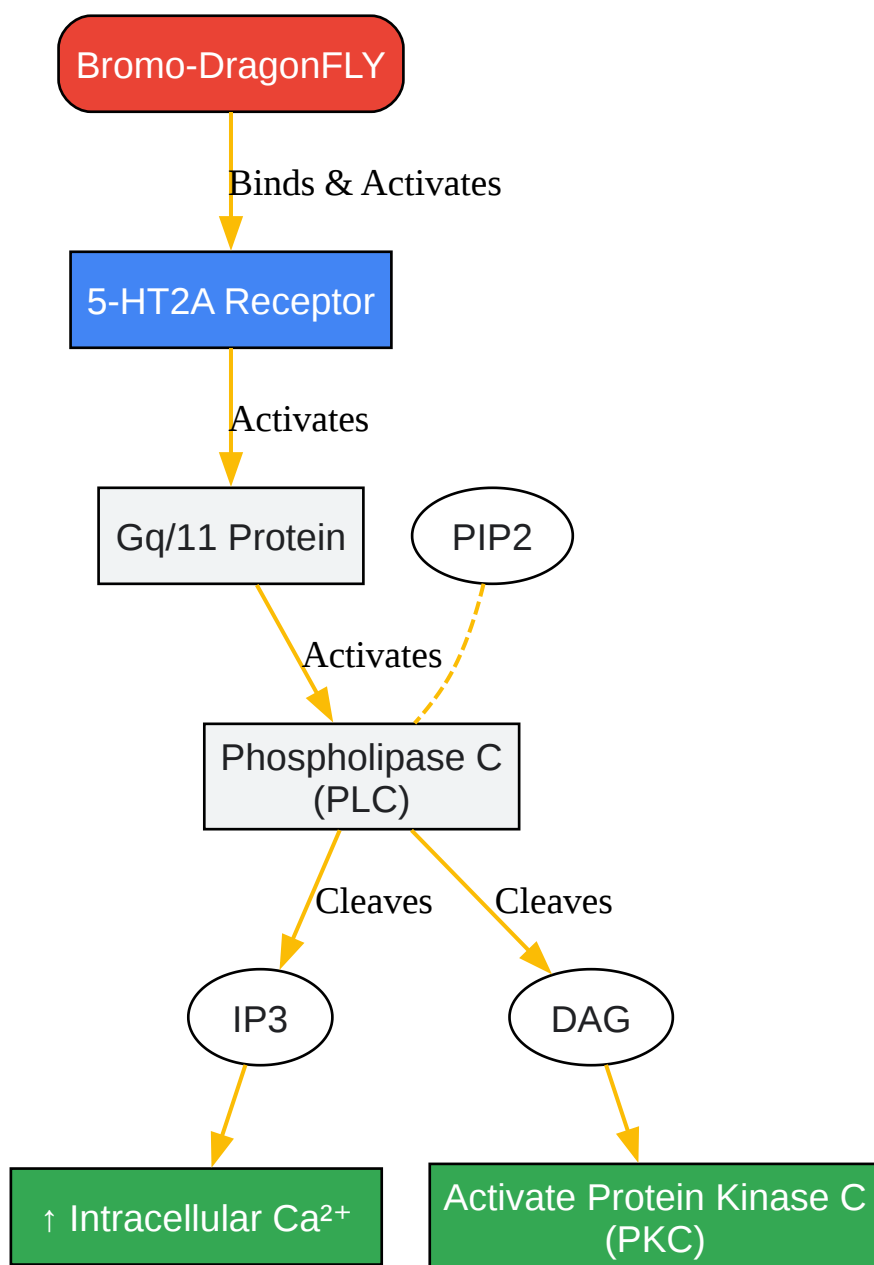 Bromo-DragonFLY
Binds & Activates
5-HT2A Receptor
Activates
Gq/11 Protein
PIP2
Activates
Phospholipase C
(PLC)
Cleaves
Cleaves
IP3
DAG
↑ Intracellular Ca²⁺
Activate Protein Kinase C
(PKC)